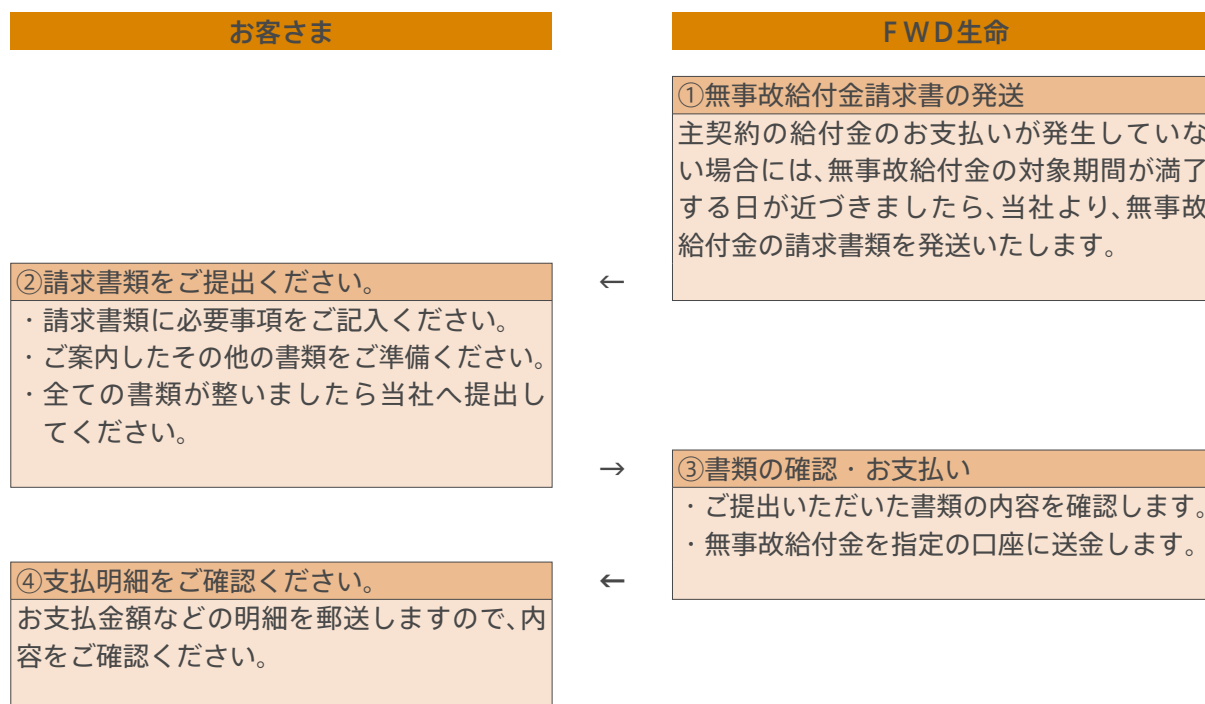 お客さま
ＦＷＤ生命
①無事故給付金請求書の発送
主契約の給付金のお支払いが発生していな
い場合には、無事故給付金の対象期間が満了
する日が近づきましたら、当社より、無事故
給付金の請求書類を発送いたします。
←
②請求書類をご提出ください。
・請求書類に必要事項をご記入ください。
・ご案内したその他の書類をご準備ください。
・全ての書類が整いましたら当社へ提出し
てください。
→
③書類の確認・お支払い
・ご提出いただいた書類の内容を確認します。
・無事故給付金を指定の口座に送金します。
←
④支払明細をご確認ください。
お支払金額などの明細を郵送しますので、内
容をご確認ください。